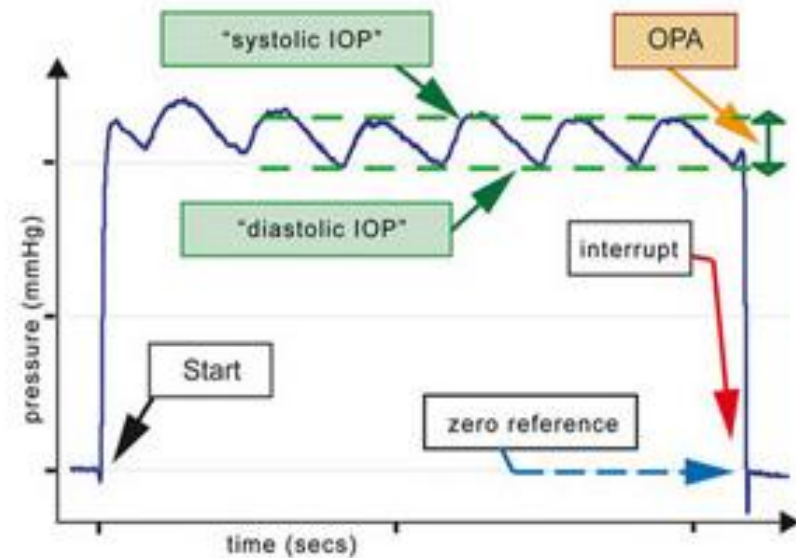 "systolic IOP"
OPA
"diastolic IOP"
interrupt
Start
zero reference
pressure (mmHg)
time (secs)